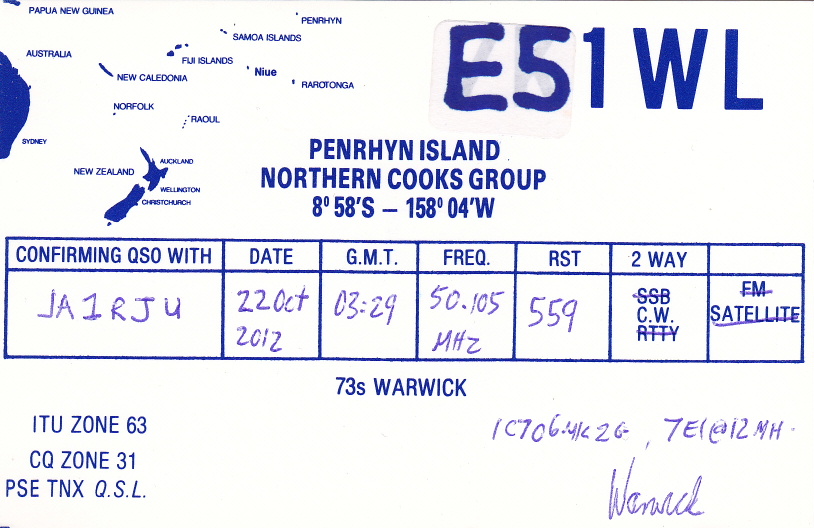 PAPUA NEW GUINEA
PENRHYN
SAMOA ISLANDS
AUSTRALIA
FIJI ISLANDS
NEW CALEDONIA
Niue
RAROTONGA
NORFOLK
RAOUL
SYDNEY
NEW ZEALAND
AUCKLAND
WELLINGTON
CHRISTCHURCH
E51WL
PENRHYN ISLAND
NORTHERN COOKS GROUP
8° 58'S – 158° 04'W
CONFIRMING QSO WITH DATE G.M.T. FREQ. RST 2 WAY
JA1RJU 22 Oct 2012 03:29 50.105 MHz 559 SSB C.W. RTTY FM SATELLITE
73s WARWICK
ITU ZONE 63
CQ ZONE 31
PSE TNX Q.S.L.
IC706MK2G, 7El@12MH
Warwick